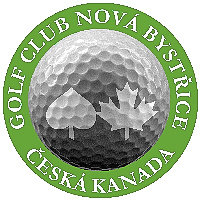 GOLF CLUB NOVÁ BYSTŘICE
ČESKÁ KANADA